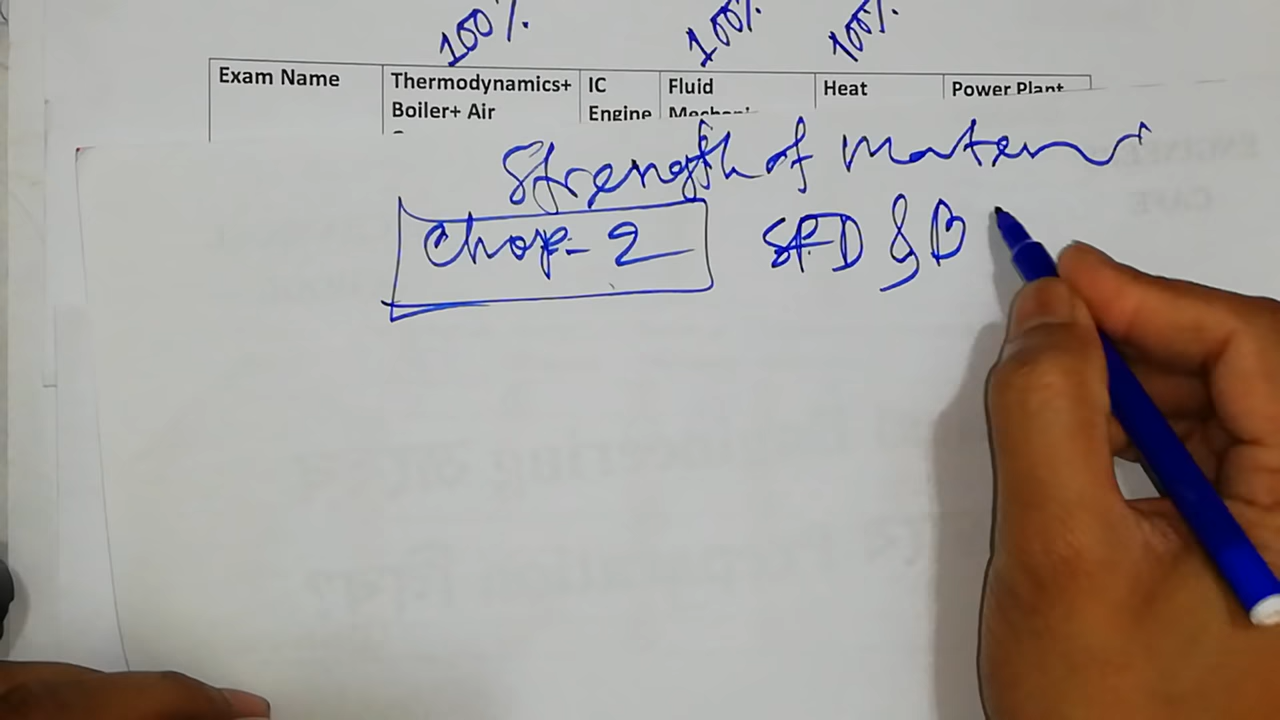 100% 100% 100%
Exam Name Thermodynamics+ IC Fluid Heat Power Plant
Boiler+ Air Engine
Strength of Materi
Chap-2 SFD & B